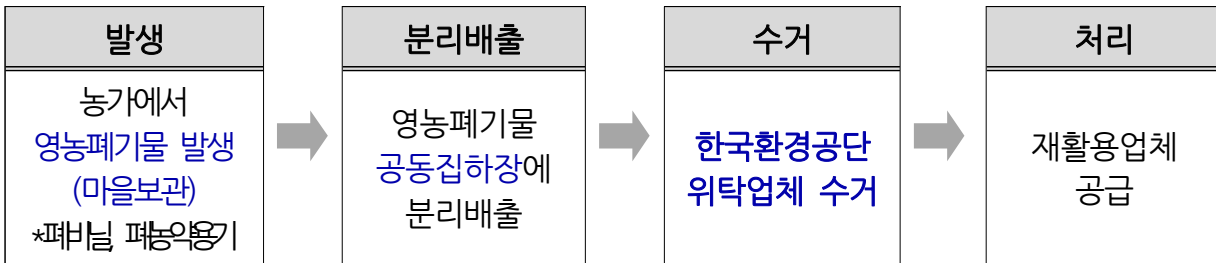 발생
농가에서
영농폐기물 발생
(마을보관)
*폐비닐, 폐농약용기
분리배출
영농폐기물
공동집하장에
분리배출
수거
한국환경공단
위탁업체 수거
처리
재활용업체
공급